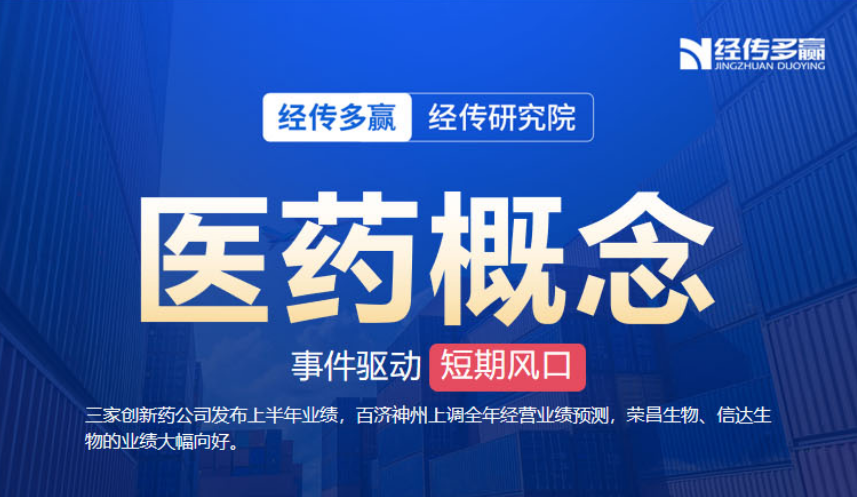 经传多赢
JINGZHUAN DUOYING
经传多赢 经传研究院
医药概念
事件驱动 短期风口
三家创新药公司发布上半年业绩，百济神州上调全年经营业绩预测，荣昌生物、信达生
物的业绩大幅向好。